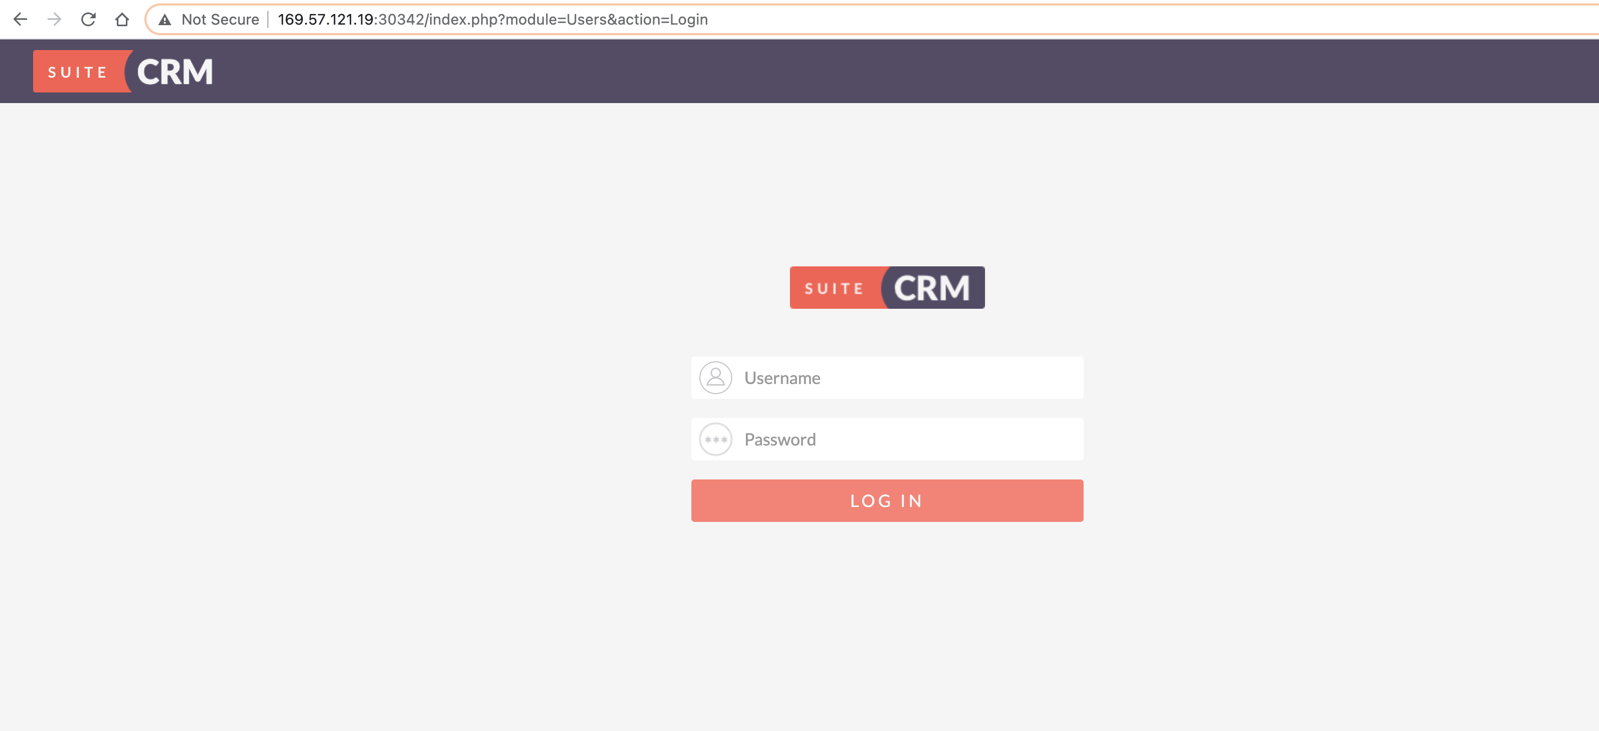 Not Secure 169.57.121.19:30342/index.php?module=Users&action=Login
SUITE CRM
SUITE CRM
Username
Password
LOG IN